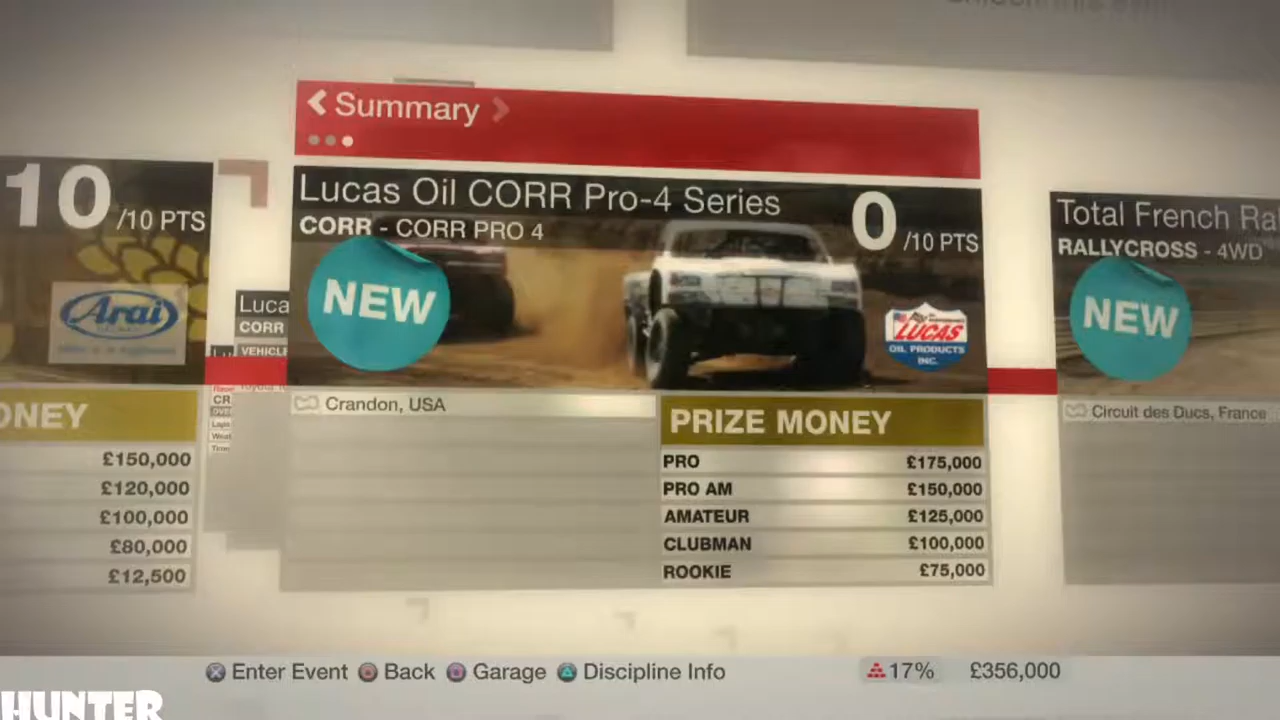 Summary
10 /10 PTS
Arai
ONEY
£150,000
£120,000
£100,000
£80,000
£12,500
Luca
CORR
VEHICLE
Lucas Oil CORR Pro-4 Series
CORR - CORR PRO 4
0 /10 PTS
NEW
LUCAS
OIL PRODUCTS
INC.
Crandon, USA
PRIZE MONEY
PRO £175,000
PRO AM £150,000
AMATEUR £125,000
CLUBMAN £100,000
ROOKIE £75,000
Total French Ra
RALLYCROSS - 4WD
NEW
Circuit des Ducs, France
Enter Event Back Garage Discipline Info 17% £356,000
HUNTER